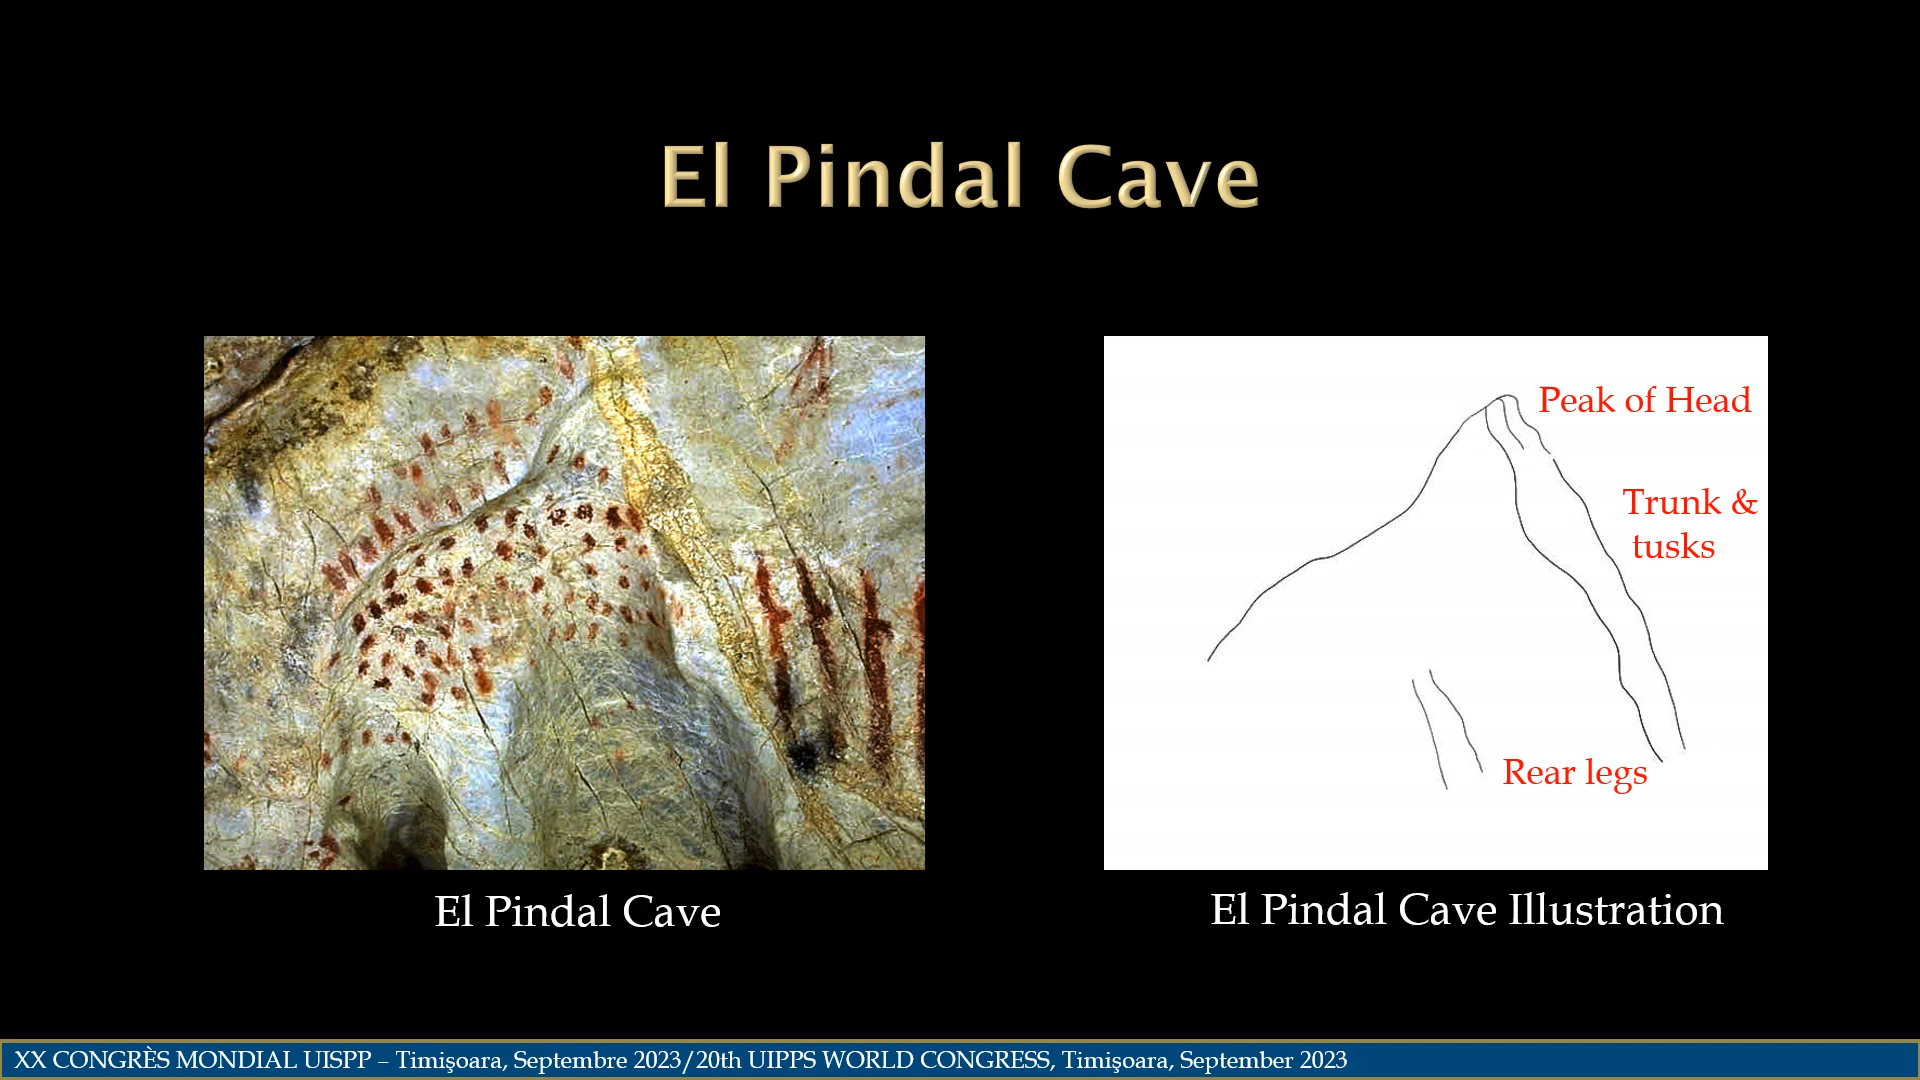 El Pindal Cave
Peak of Head
Trunk &
tusks
Rear legs
El Pindal Cave
El Pindal Cave Illustration
XX CONGRÈS MONDIAL UISPP – Timişoara, Septembre 2023/20th UIPPS WORLD CONGRESS, Timişoara, September 2023